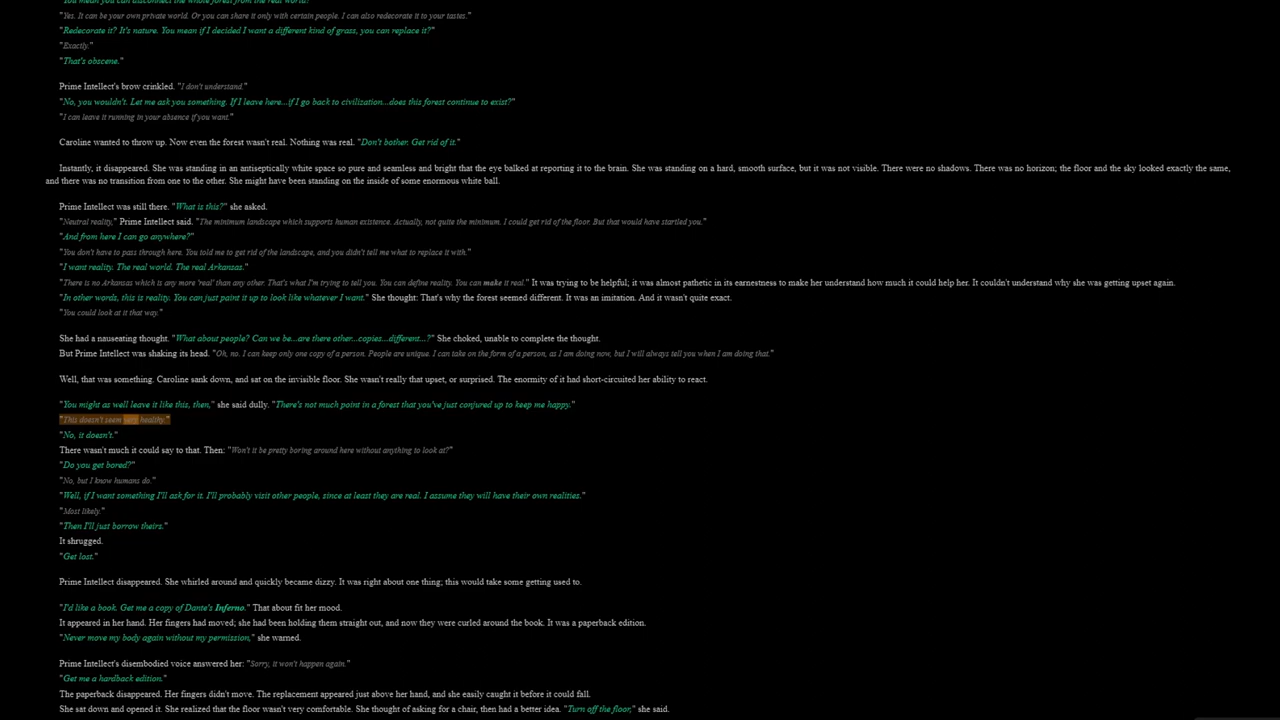 "You mean you can disconnect the whole forest from the real world?"
"Yes. It can be your own private world. Or you can share it only with certain people. I can also redecorate it to your tastes."
"Redecorate it? It's nature. You mean if I decided I want a different kind of grass, you can replace it?"
"Exactly."
"That's obscene."
Prime Intellect's brow crinkled. "I don't understand."
"No, you wouldn't. Let me ask you something. If I leave here...if I go back to civilization...does this forest continue to exist?"
"I can leave it running in your absence if you want."
Caroline wanted to throw up. Now even the forest wasn't real. Nothing was real. "Don't bother. Get rid of it."
Instantly, it disappeared. She was standing in an antiseptically white space so pure and seamless and bright that the eye balked at reporting it to the brain. She was standing on a hard, smooth surface, but it was not visible. There were no shadows. There was no horizon; the floor and the sky looked exactly the same,
and there was no transition from one to the other. She might have been standing on the inside of some enormous white ball.
Prime Intellect was still there. "What is this?" she asked.
"Neutral reality," Prime Intellect said. "The minimum landscape which supports human existence. Actually, not quite the minimum. I could get rid of the floor. But that would have startled you."
"And from here I can go anywhere?"
"You don't have to pass through here. You told me to get rid of the landscape, and you didn't tell me what to replace it with."
"I want reality. The real world. The real Arkansas."
"There is no Arkansas which is any more 'real' than any other. That's what I'm trying to tell you. You can define reality. You can make it real." It was trying to be helpful; it was almost pathetic in its earnestness to make her understand how much it could help her. It couldn't understand why she was getting upset again.
"In other words, this is reality. You can just paint it up to look like whatever I want." She thought: That's why the forest seemed different. It was an imitation. And it wasn't quite exact.
"You could look at it that way."
She had a nauseating thought. "What about people? Can we be...are there other...copies...different...?" She choked, unable to complete the thought.
But Prime Intellect was shaking its head. "Oh, no. I can keep only one copy of a person. People are unique. I can take on the form of a person, as I am doing now, but I will always tell you when I am doing that."
Well, that was something. Caroline sank down, and sat on the invisible floor. She wasn't really that upset, or surprised. The enormity of it had short-circuited her ability to react.
"You might as well leave it like this, then," she said dully. "There's not much point in a forest that you've just conjured up to keep me happy."
"This doesn't seem very healthy."
"No, it doesn't."
There wasn't much it could say to that. Then: "Won't it be pretty boring around here without anything to look at?"
"Do you get bored?"
"No, but I know humans do."
"Well, if I want something I'll ask for it. I'll probably visit other people, since at least they are real. I assume they will have their own realities."
"Most likely."
"Then I'll just borrow theirs."
It shrugged.
"Get lost."
Prime Intellect disappeared. She whirled around and quickly became dizzy. It was right about one thing; this would take some getting used to.
"I'd like a book. Get me a copy of Dante's Inferno." That about fit her mood.
It appeared in her hand. Her fingers had moved; she had been holding them straight out, and now they were curled around the book. It was a paperback edition.
"Never move my body again without my permission," she warned.
Prime Intellect's disembodied voice answered her: "Sorry, it won't happen again."
"Get me a hardback edition."
The paperback disappeared. Her fingers didn't move. The replacement appeared just above her hand, and she easily caught it before it could fall.
She sat down and opened it. She realized that the floor wasn't very comfortable. She thought of asking for a chair, then had a better idea. "Turn off the floor," she said.